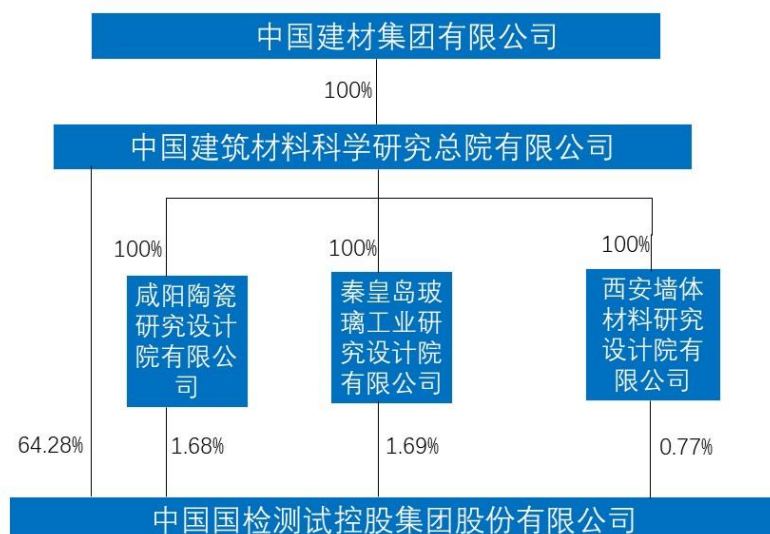 中国建材集团有限公司
100%
中国建筑材料科学研究总院有限公司
100%
100%
100%
咸阳陶瓷
研究设计
院有限公
司
秦皇岛玻
璃工业研
究设计院
有限公司
西安墙体
材料研究
设计院有
限公司
64.28%
1.68%
1.69%
0.77%
中国国检测试控股集团股份有限公司